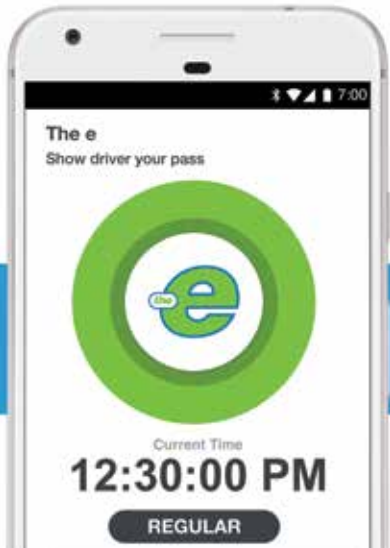 7:00
The e
Show driver your pass
the
e
Current Time
12:30:00 PM
REGULAR